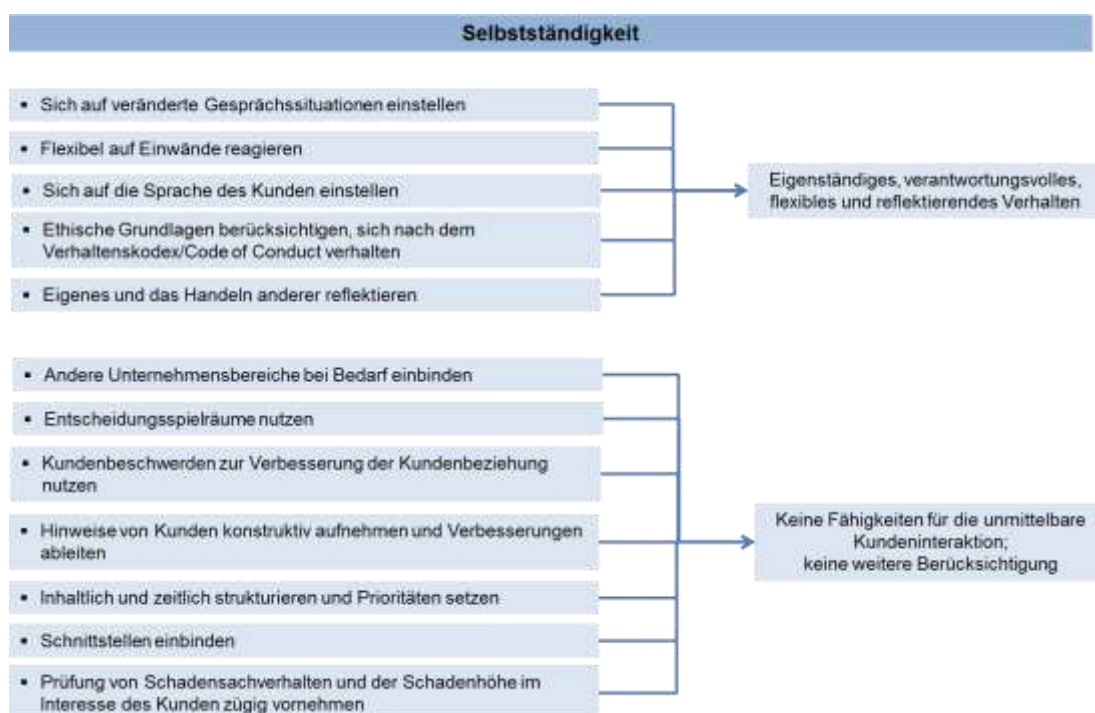 Selbstständigkeit
▪ Sich auf veränderte Gesprächssituationen einstellen
▪ Flexibel auf Einwände reagieren
▪ Sich auf die Sprache des Kunden einstellen
▪ Ethische Grundlagen berücksichtigen, sich nach dem
Verhaltenskodex/Code of Conduct verhalten
▪ Eigenes und das Handeln anderer reflektieren
Eigenständiges, verantwortungsvolles,
flexibles und reflektierendes Verhalten
▪ Andere Unternehmensbereiche bei Bedarf einbinden
▪ Entscheidungsspielräume nutzen
▪ Kundenbeschwerden zur Verbesserung der Kundenbeziehung
nutzen
▪ Hinweise von Kunden konstruktiv aufnehmen und Verbesserungen
ableiten
▪ Inhaltlich und zeitlich strukturieren und Prioritäten setzen
▪ Schnittstellen einbinden
▪ Prüfung von Schadensachverhalten und der Schadenhöhe im
Interesse des Kunden zügig vornehmen
Keine Fähigkeiten für die unmittelbare
Kundeninteraktion;
keine weitere Berücksichtigung